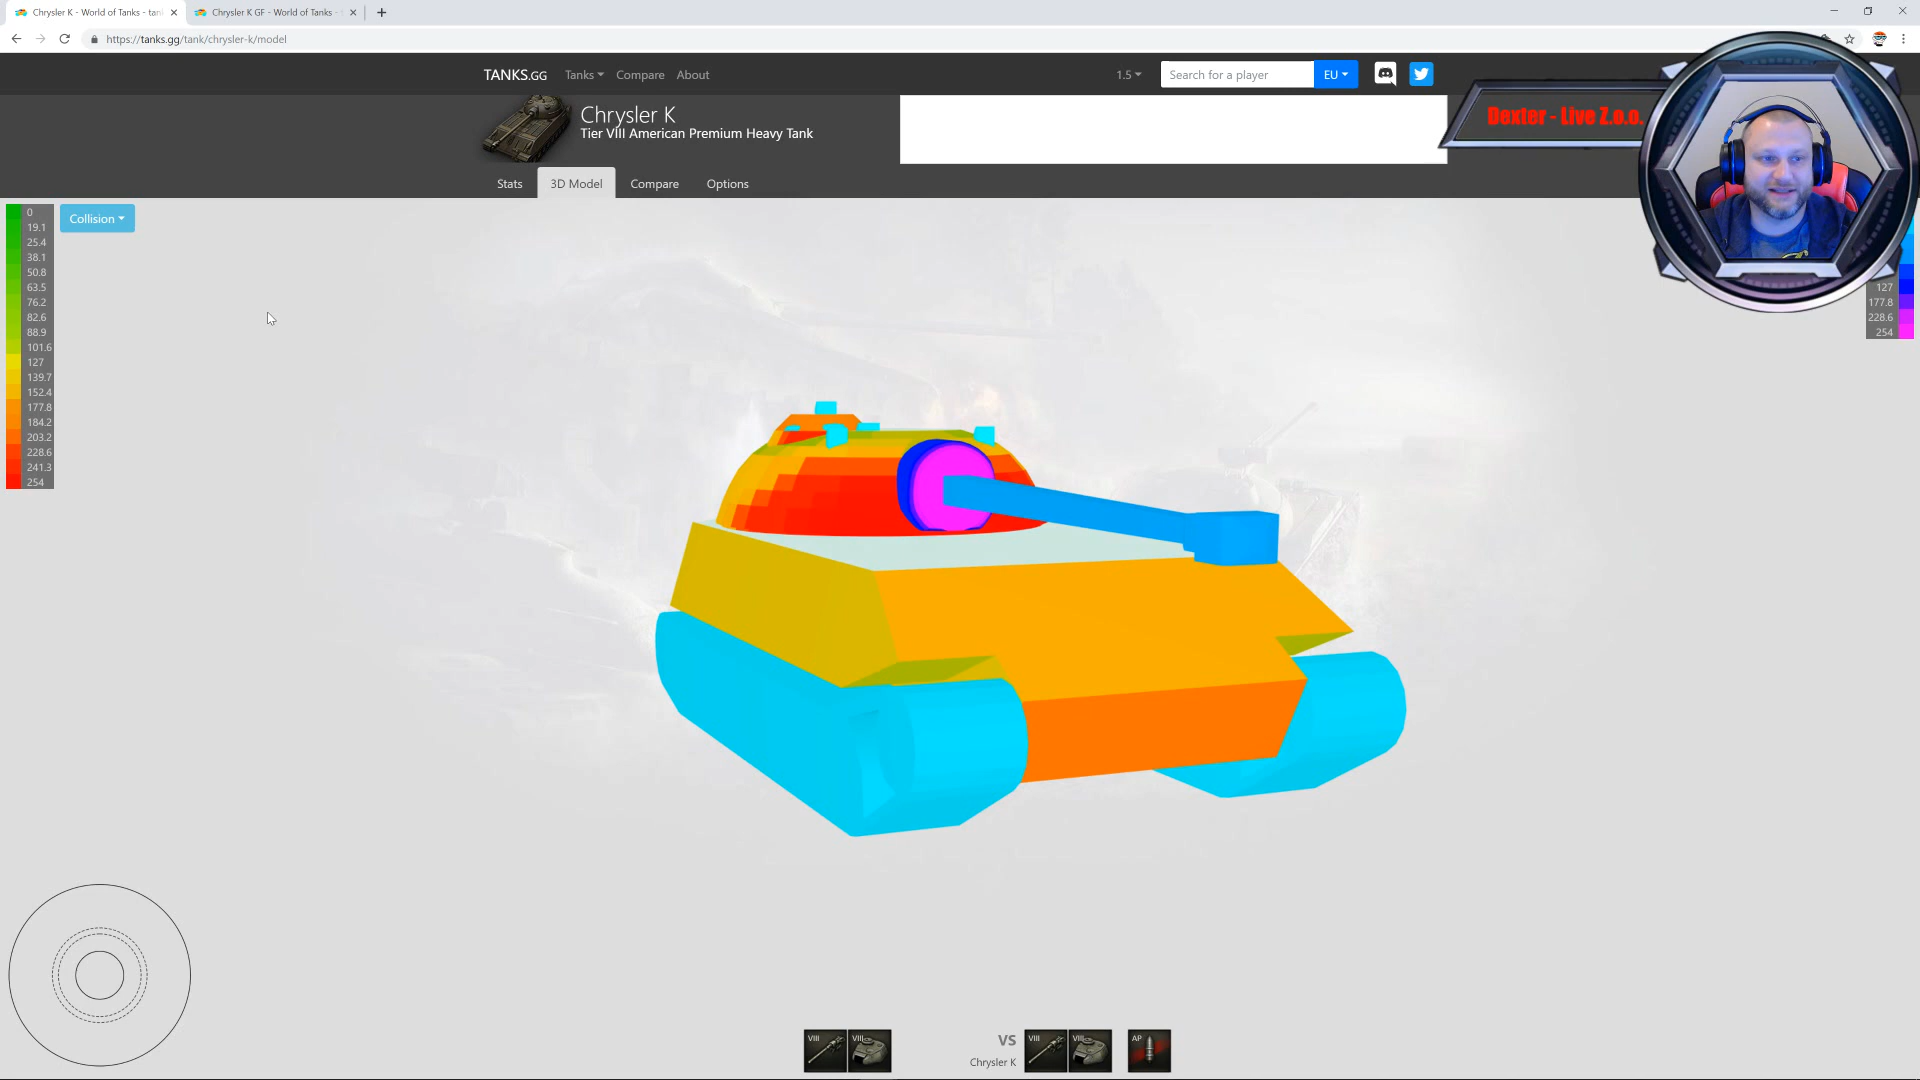 Chrysler K - World of Tanks - tan
Chrysler K GF - World of Tanks -
https://tanks.gg/tank/chrysler-k/model
TANKS.GG
Tanks
Compare
About
1.5
Search for a player
EU
Chrysler K
Tier VIII American Premium Heavy Tank
Dexter - Live Z.o.o.
Stats
3D Model
Compare
Options
Collision
0
19.1
25.4
38.1
50.8
63.5
76.2
82.6
88.9
101.6
127
139.7
152.4
177.8
184.2
203.2
228.6
241.3
254
127
177.8
228.6
254
VIII
VIII
VS
Chrysler K
VIII
VIII
AP